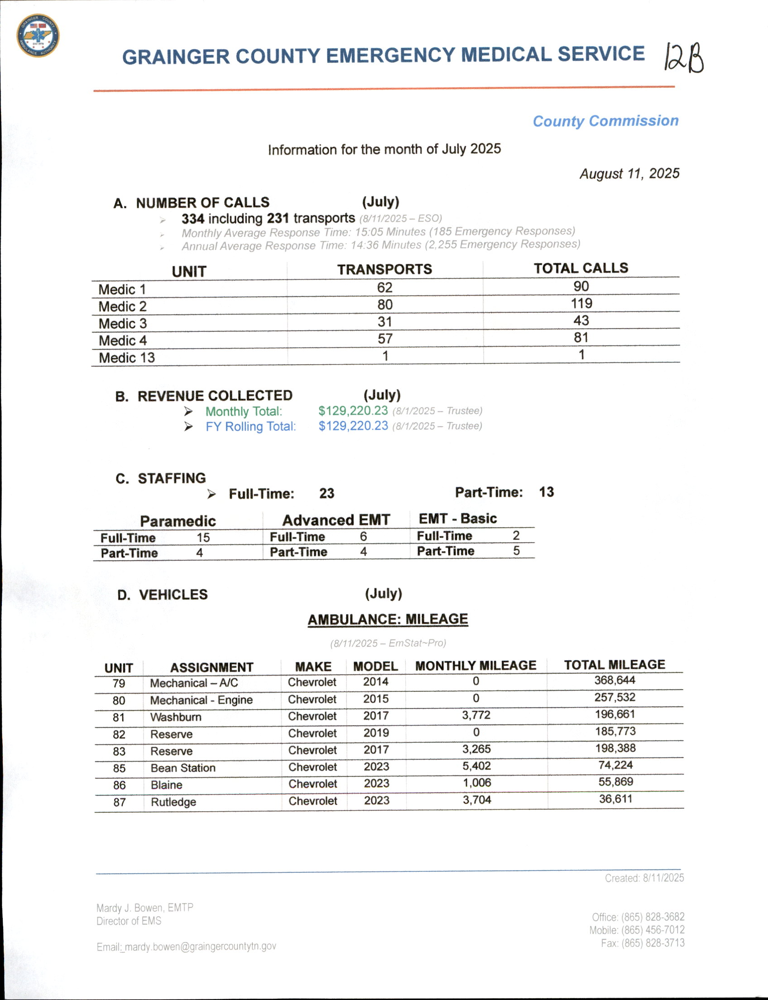 GRAINGER COUNTY
EST 1978
AMBULANCE AUTHORITY
GRAINGER COUNTY EMERGENCY MEDICAL SERVICE 12B
County Commission
Information for the month of July 2025
August 11, 2025
A. NUMBER OF CALLS (July)
➢ 334 including 231 transports (8/11/2025 – ESO)
➢ Monthly Average Response Time: 15:05 Minutes (185 Emergency Responses)
➢ Annual Average Response Time: 14:36 Minutes (2,255 Emergency Responses)
UNIT TRANSPORTS TOTAL CALLS
Medic 1 62 90
Medic 2 80 119
Medic 3 31 43
Medic 4 57 81
Medic 13 1 1
B. REVENUE COLLECTED (July)
➢ Monthly Total: $129,220.23 (8/1/2025 – Trustee)
➢ FY Rolling Total: $129,220.23 (8/1/2025 – Trustee)
C. STAFFING
➢ Full-Time: 23 Part-Time: 13
Paramedic Advanced EMT EMT - Basic
Full-Time 15 Full-Time 6 Full-Time 2
Part-Time 4 Part-Time 4 Part-Time 5
D. VEHICLES (July)
AMBULANCE: MILEAGE
(8/11/2025 – EmStat~Pro)
UNIT ASSIGNMENT MAKE MODEL MONTHLY MILEAGE TOTAL MILEAGE
79 Mechanical – A/C Chevrolet 2014 0 368,644
80 Mechanical - Engine Chevrolet 2015 0 257,532
81 Washburn Chevrolet 2017 3,772 196,661
82 Reserve Chevrolet 2019 0 185,773
83 Reserve Chevrolet 2017 3,265 198,388
85 Bean Station Chevrolet 2023 5,402 74,224
86 Blaine Chevrolet 2023 1,006 55,869
87 Rutledge Chevrolet 2023 3,704 36,611
Created: 8/11/2025
Mardy J. Bowen, EMTP
Director of EMS
Office: (865) 828-3682
Mobile: (865) 456-7012
Fax: (865) 828-3713
Email: mardy.bowen@graingercountytn.gov